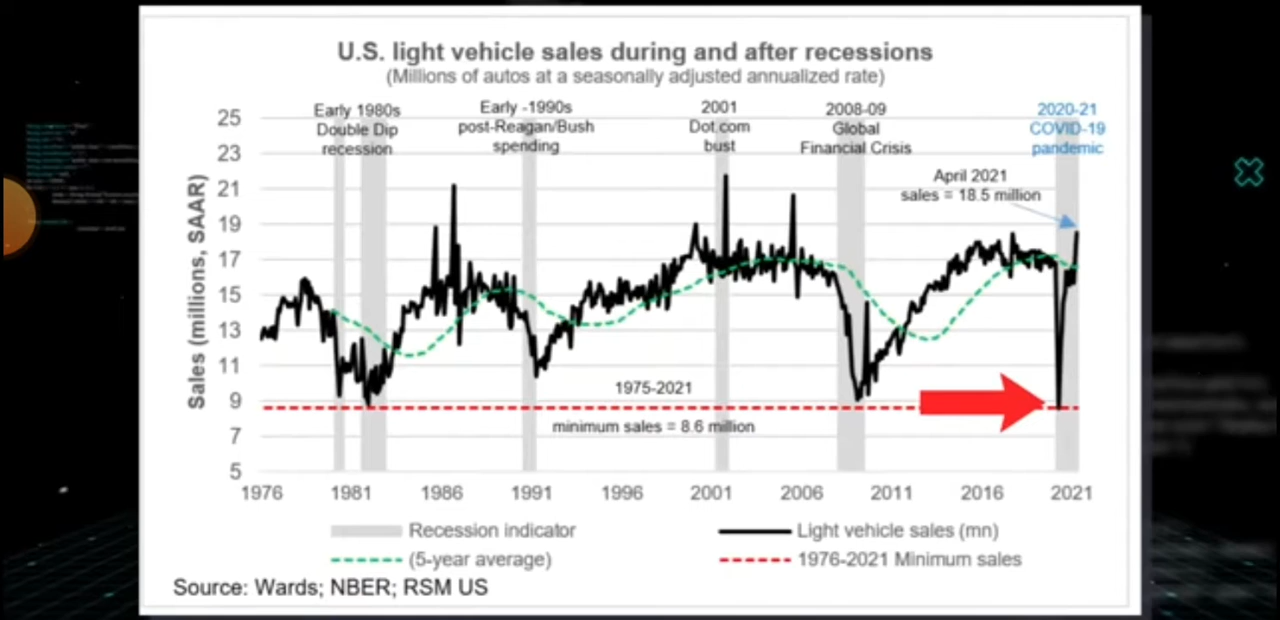 U.S. light vehicle sales during and after recessions
(Millions of autos at a seasonally adjusted annualized rate)
Early 1980s
Double Dip
recession
Early -1990s
post-Reagan/Bush
spending
2001
Dot.com
bust
2008-09
Global
Financial Crisis
2020-21
COVID-19
pandemic
April 2021
sales = 18.5 million
Sales (millions, SAAR)
25
23
21
19
17
15
13
11
9
7
5
1975-2021
minimum sales = 8.6 million
1976 1981 1986 1991 1996 2001 2006 2011 2016 2021
Recession indicator
Light vehicle sales (mn)
(5-year average)
1976-2021 Minimum sales
Source: Wards; NBER; RSM US